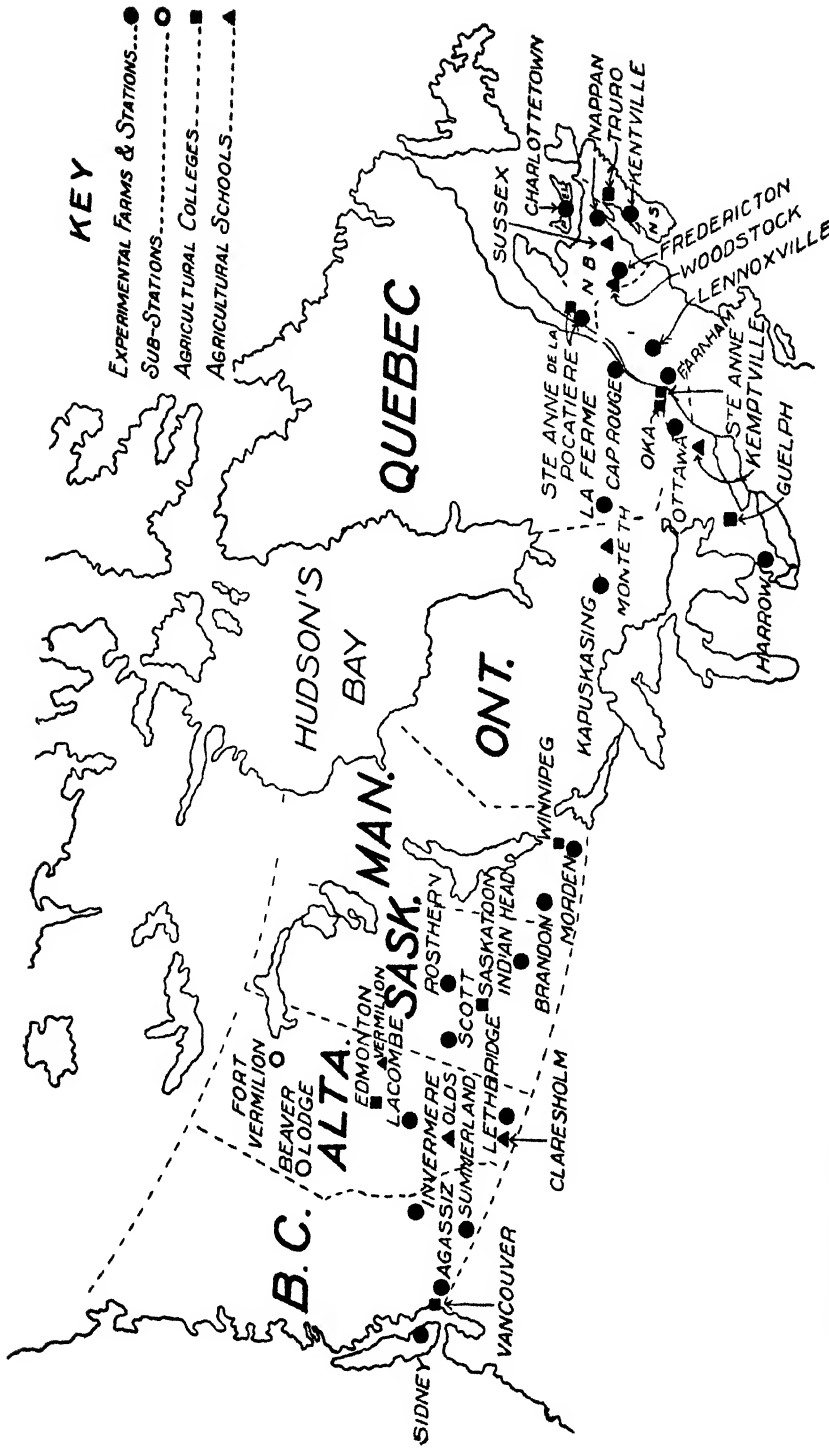 KEY
EXPERIMENTAL FARMS & STATIONS...
SUB-STATIONS
AGRICULTURAL COLLEGES
AGRICULTURAL SCHOOLS
HUDSON'S
BAY
QUEBEC
ONT.
MAN.
SASK.
ALTA.
B.C.
FORT
VERMILION
BEAVER
LODGE
EDMONTON
VERMILION
LACOMBE
INVERMERE
OLDS
AGASSIZ
SUMMERLAND
LETHBRIDGE
CLARESHOLM
VANCOUVER
SIDNEY
ROSTHERN
SCOTT
SASKATOON
INDIAN HEAD
BRANDON
MORDEN
WINNIPEG
KAPUSKASING
MONTEITH
LA FERME
CAP ROUGE
STE ANNE DE LA
POCATIERE
OKA
OTTAWA
HARROW
GUELPH
KEMPTVILLE
STE ANNE
FARNHAM
LENNOXVILLE
WOODSTOCK
FREDERICTON
N B
SUSSEX
CHARLOTTETOWN
NAPPAN
TRURO
KENTVILLE
N S